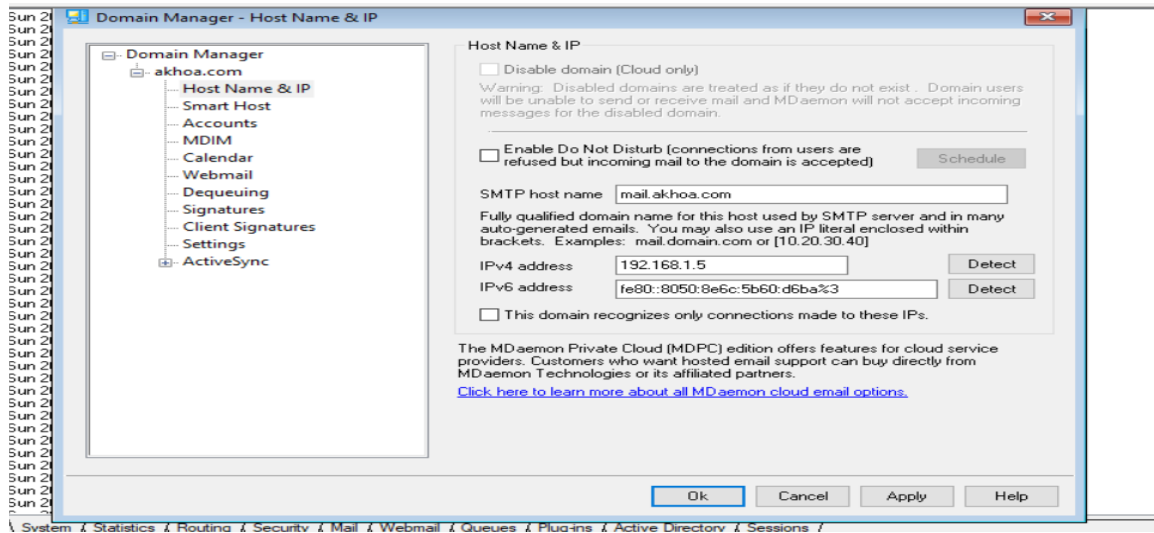 Domain Manager - Host Name & IP
Domain Manager
akhoa.com
Host Name & IP
Smart Host
Accounts
MDIM
Calendar
Webmail
Dequeuing
Signatures
Client Signatures
Settings
ActiveSync
Host Name & IP
Disable domain (Cloud only)
Warning: Disabled domains are treated as if they do not exist . Domain users
will be unable to send or receive mail and MDaemon will not accept incoming
messages for the disabled domain.
Enable Do Not Disturb (connections from users are
refused but incoming mail to the domain is accepted)
Schedule
SMTP host name mail.akhoa.com
Fully qualified domain name for this host used by SMTP server and in many
auto-generated emails. You may also use an IP literal enclosed within
brackets. Examples: mail.domain.com or [10.20.30.40]
IPv4 address 192.168.1.5 Detect
IPv6 address fe80::8050:8e6c:5b60:d6ba%3 Detect
This domain recognizes only connections made to these IPs.
The MDaemon Private Cloud (MDPC) edition offers features for cloud service
providers. Customers who want hosted email support can buy directly from
MDaemon Technologies or its affiliated partners.
Click here to learn more about all MDaemon cloud email options.
Ok Cancel Apply Help
System / Statistics / Routing / Security / Mail / Webmail / Queues / Plug-ins / Active Directory / Sessions /